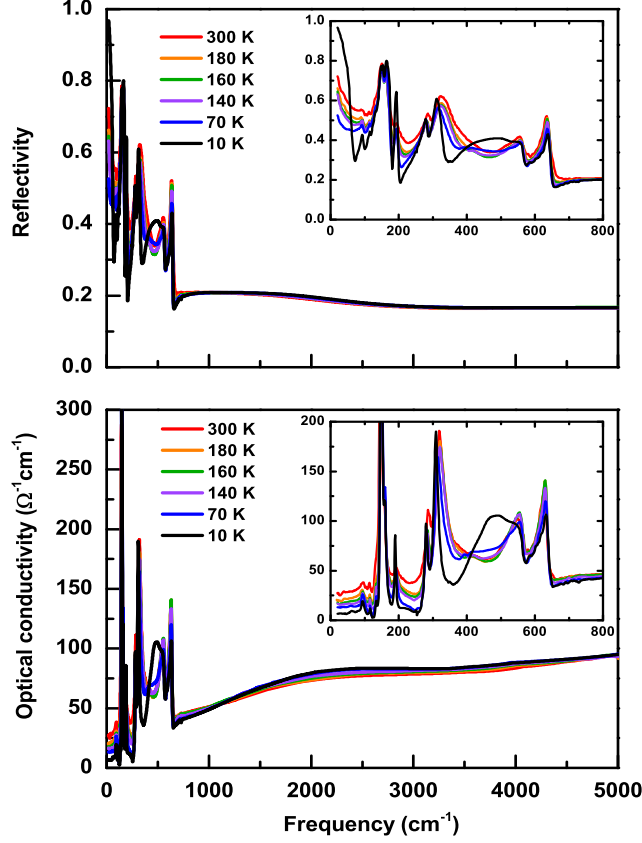 1.0
0.8
0.6
0.4
0.2
0.0
Reflectivity
300 K
180 K
160 K
140 K
70 K
10 K
1.0
0.8
0.6
0.4
0.2
0.0
0 200 400 600 800
300
250
200
150
100
50
0
Optical conductivity (Ω⁻¹cm⁻¹)
300 K
180 K
160 K
140 K
70 K
10 K
200
150
100
50
0
0 200 400 600 800
0 1000 2000 3000 4000 5000
Frequency (cm⁻¹)